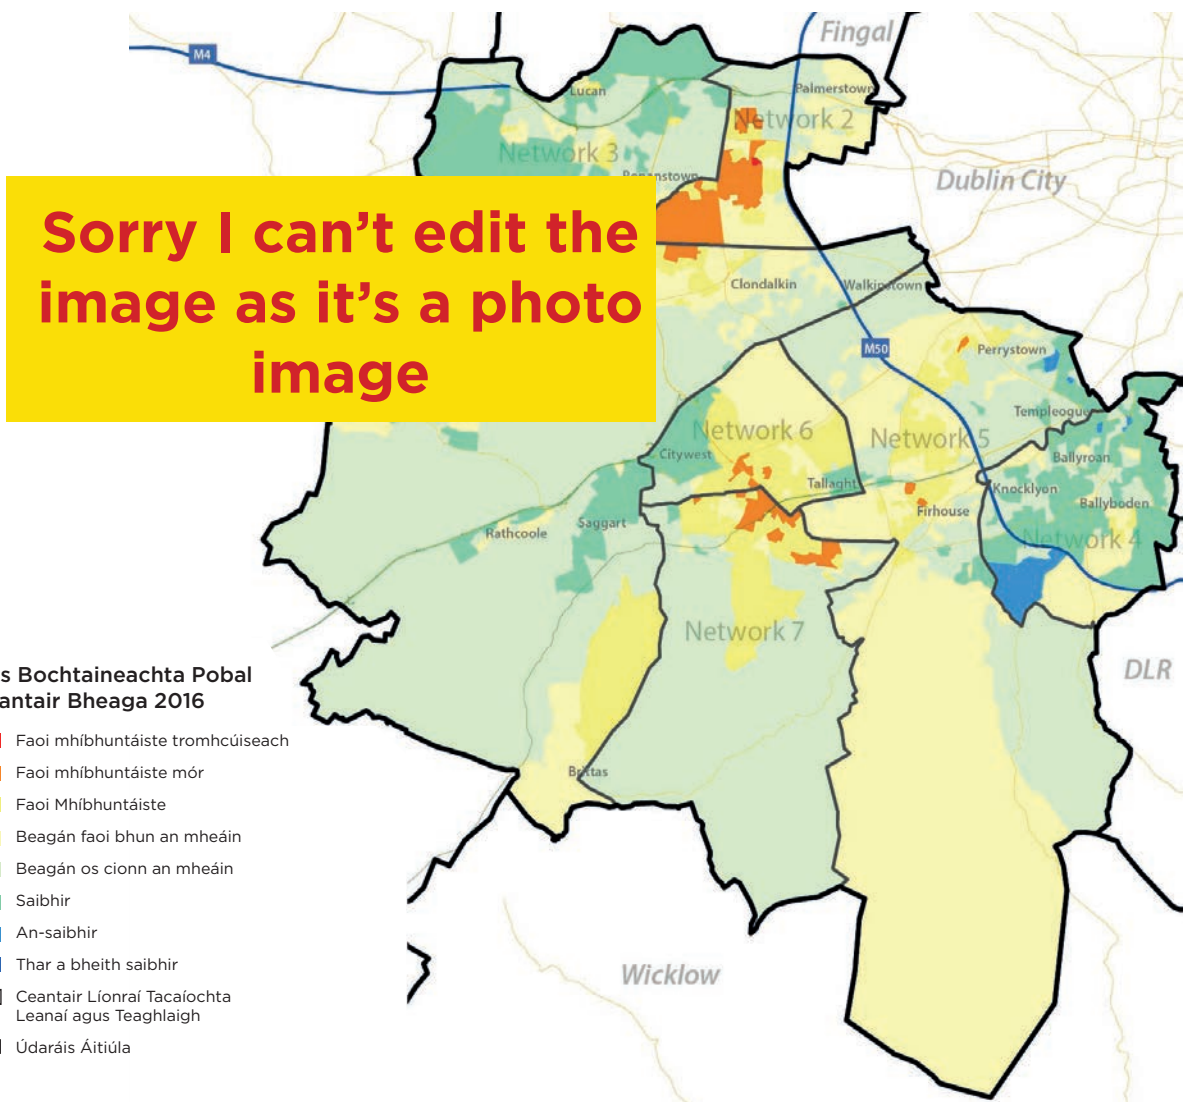 Fingal
M4
Lucan
Palmerstown
Network 2
Network 3
Dublin City
Sorry I can’t edit the
image as it’s a photo
image
Clondalkin
Walkinstown
M50
Perrystown
Templeogue
Network 6
Network 5
Citywest
Ballyroan
Tallaght
Knocklyon
Ballyboden
Firhouse
Saggart
Rathcoole
Network 4
Network 7
DLR
Brittas
Wicklow
Bochtaineachta Pobal
Bheaga 2016
Faoi mhíbhuntáiste tromhcúiseach
Faoi mhíbhuntáiste mór
Faoi Mhíbhuntáiste
Beagán faoi bhun an mheáin
Beagán os cionn an mheáin
Saibhir
An-saibhir
Thar a bheith saibhir
Ceantair Líonraí Tacaíochta
Leanaí agus Teaghlaigh
Údaráis Áitiúla